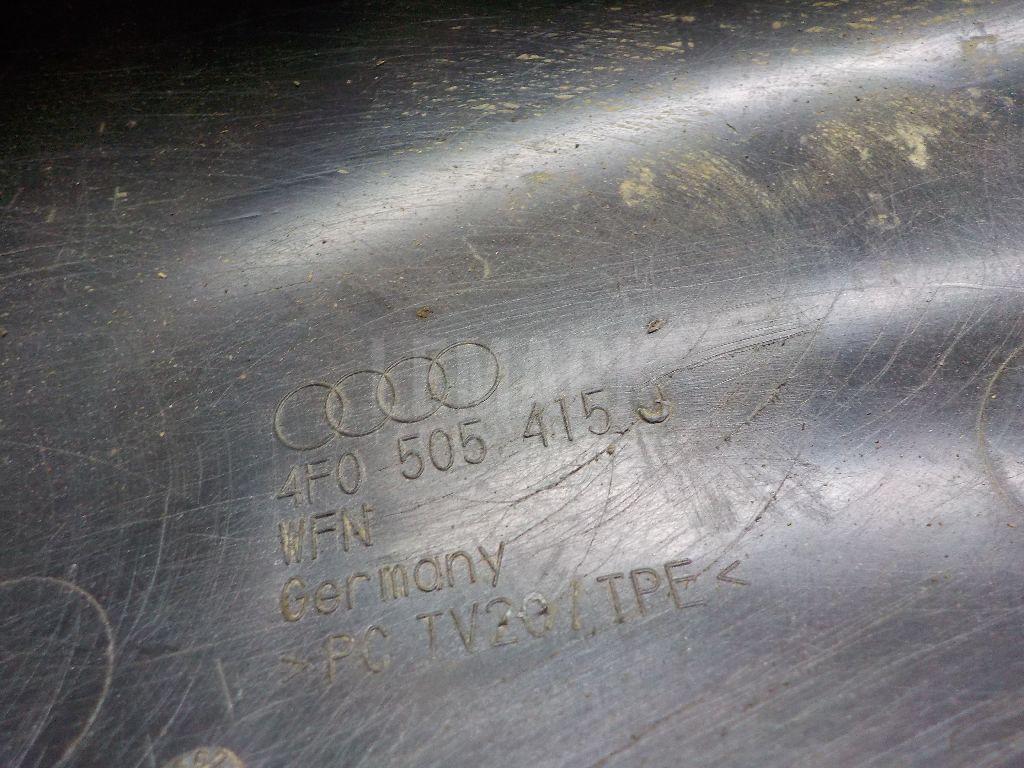 4F0 505 415 J
WFN
Germany
>PC TV20/TPE<